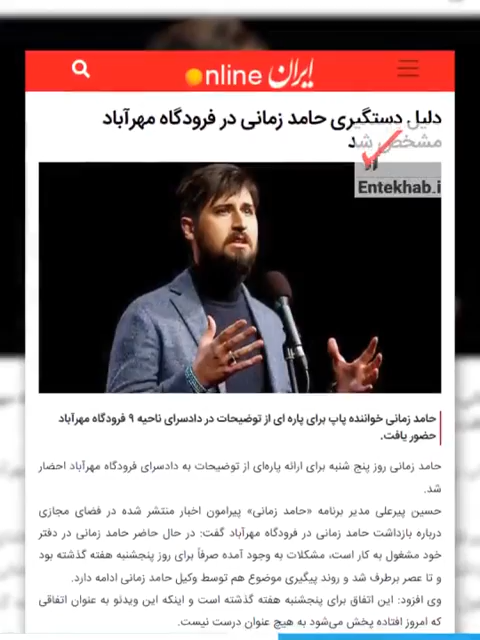 ایران nline
دلیل دستگیری حامد زمانی در فرودگاه مهرآباد
مشخص شد
Entekhab.i
حامد زمانی خواننده پاپ برای پاره ای از توضیحات در دادسرای ناحیه ۹ فرودگاه مهرآباد
حضور یافت.
حامد زمانی روز پنج شنبه برای ارائه پاره‌ای از توضیحات به دادسرای فرودگاه مهرآباد احضار
شد.
حسین پیرعلی مدیر برنامه «حامد زمانی» پیرامون اخبار منتشر شده در فضای مجازی
درباره بازداشت حامد زمانی در فرودگاه مهرآباد گفت: در حال حاضر حامد زمانی در دفتر
خود مشغول به کار است، مشکلات به وجود آمده صرفاً برای روز پنجشنبه هفته گذشته بود
و تا عصر برطرف شد و روند پیگیری موضوع هم توسط وکیل حامد زمانی ادامه دارد.
وی افزود: این اتفاق برای پنجشنبه هفته گذشته است و اینکه این ویدئو به عنوان اتفاقی
که امروز افتاده پخش می‌شود به هیچ عنوان درست نیست.